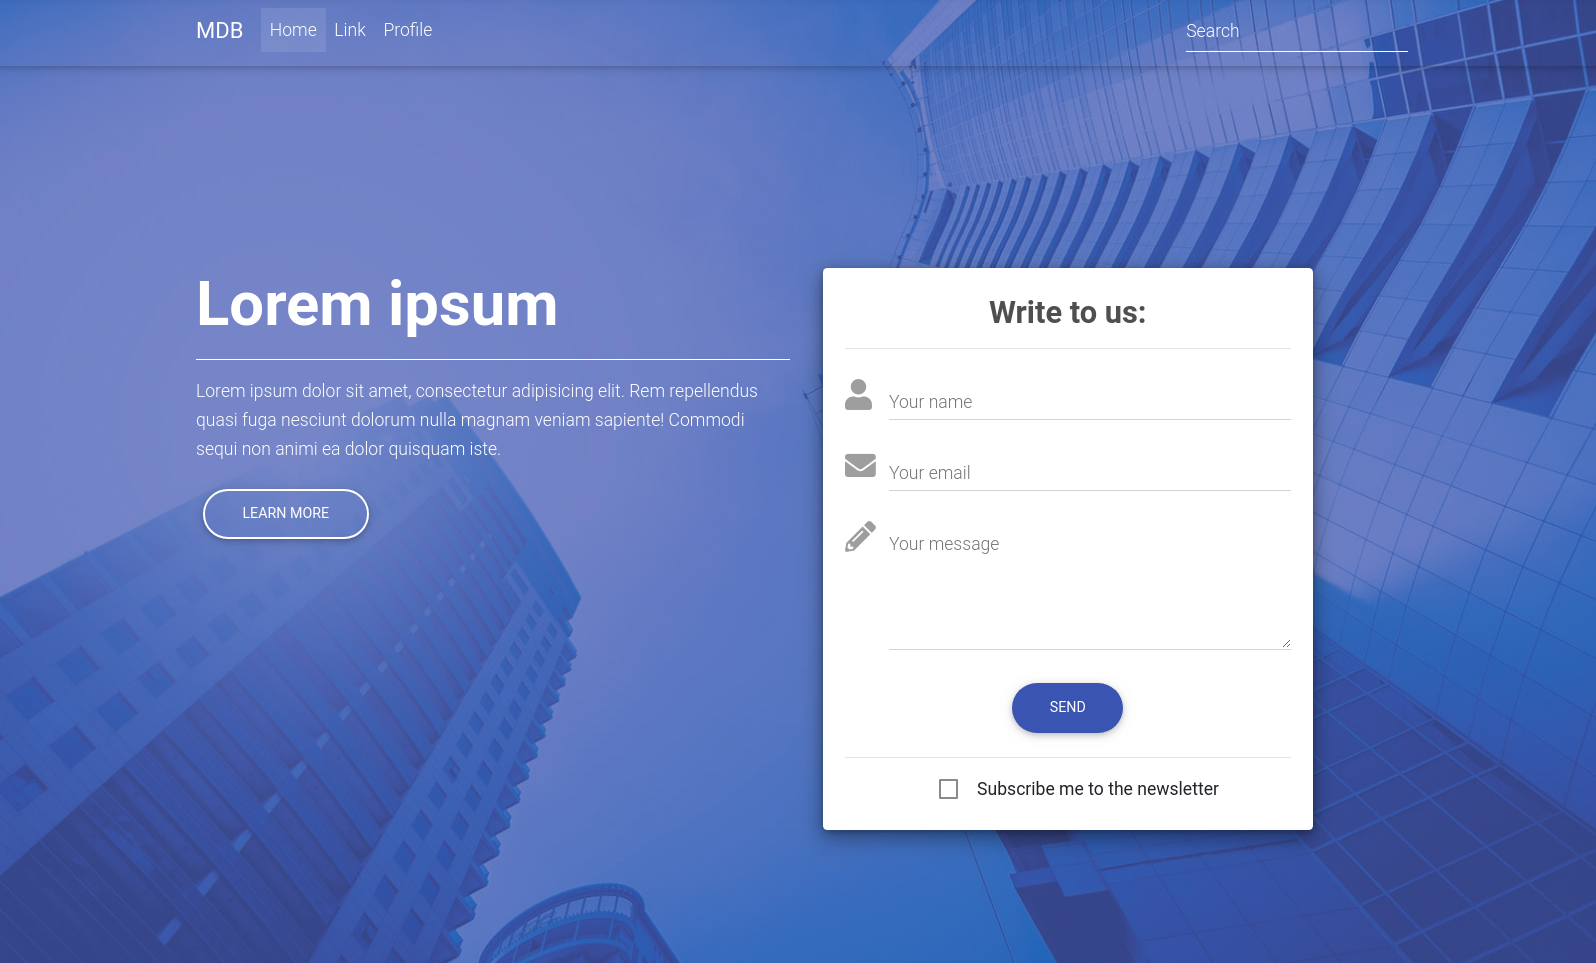 MDB Home Link Profile Search
Lorem ipsum
Lorem ipsum dolor sit amet, consectetur adipisicing elit. Rem repellendus
quasi fuga nesciunt dolorum nulla magnam veniam sapiente! Commodi
sequi non animi ea dolor quisquam iste.
LEARN MORE
Write to us:
Your name
Your email
Your message
SEND
Subscribe me to the newsletter